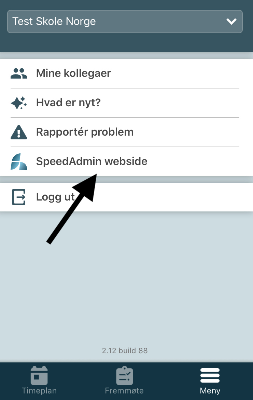 Test Skole Norge
Mine kollegaer
Hvad er nyt?
Rapportér problem
SpeedAdmin webside
Logg ut
2.12 build 88
Timeplan Fremmøte Meny